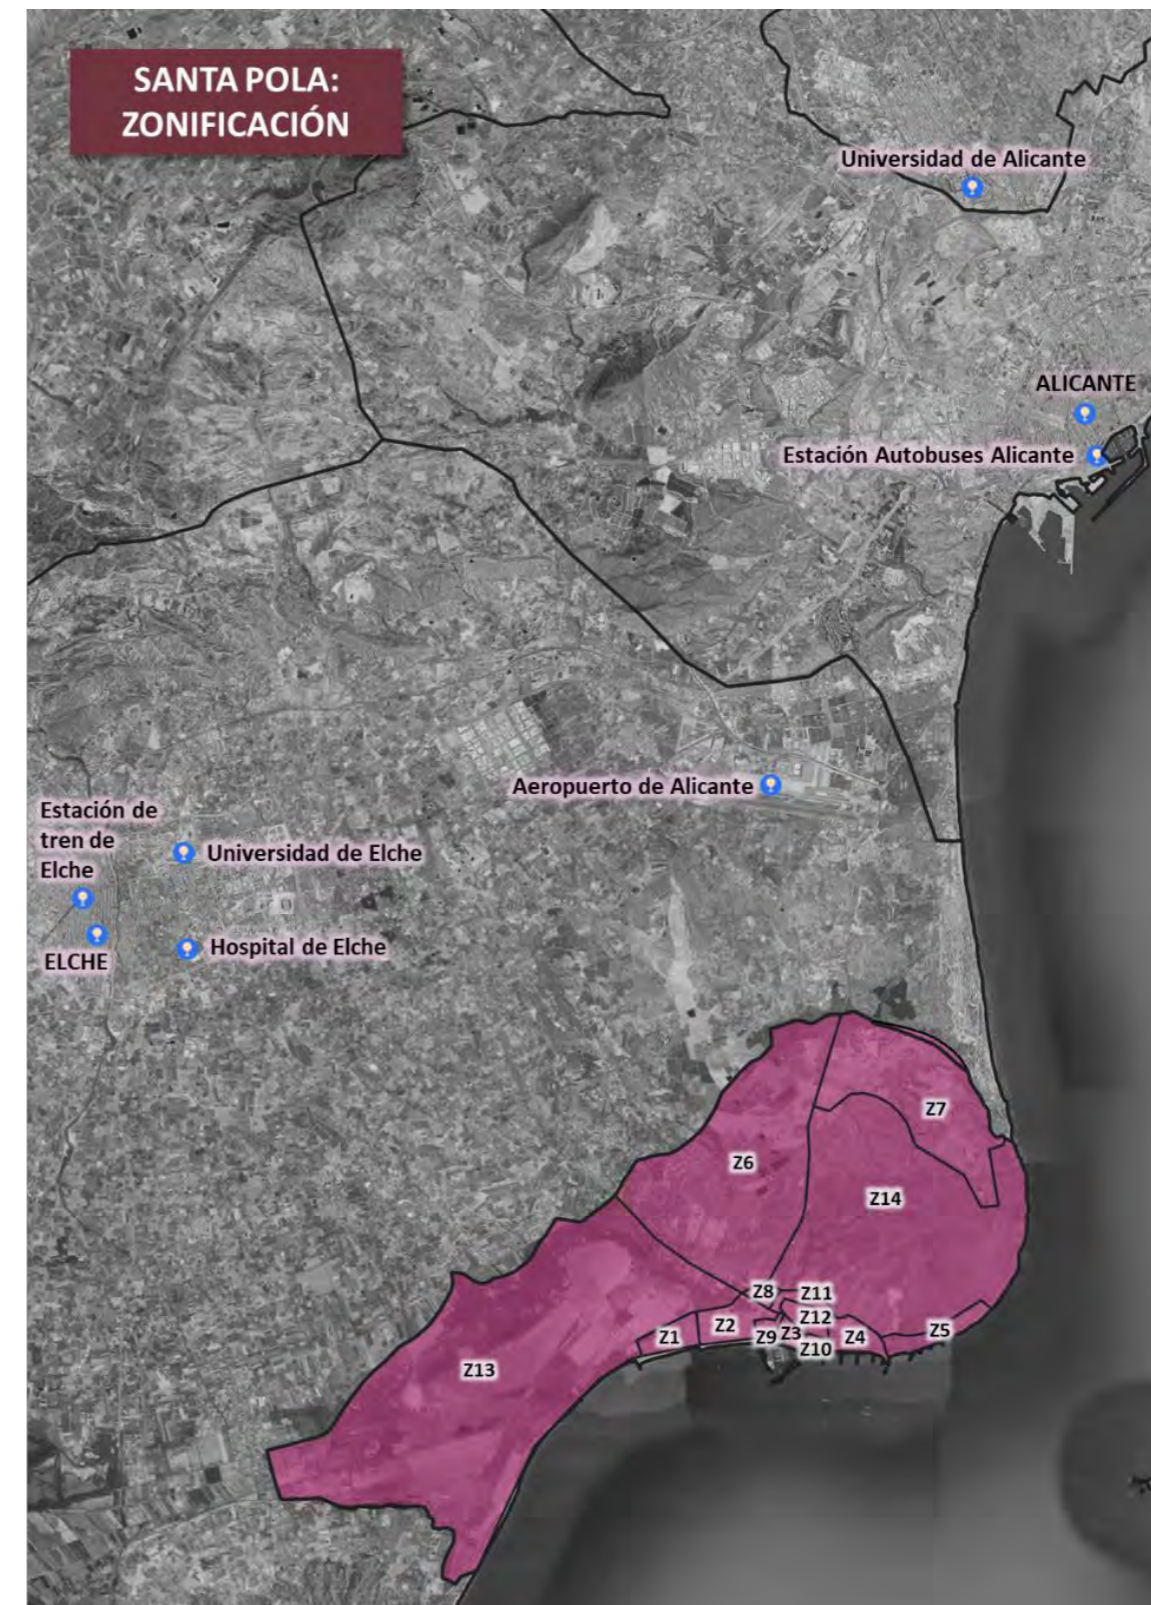 SANTA POLA:
ZONIFICACIÓN
Universidad de Alicante
ALICANTE
Estación Autobuses Alicante
Aeropuerto de Alicante
Estación de
tren de
Elche
Universidad de Elche
ELCHE
Hospital de Elche
Z7
Z6
Z14
Z8
Z11
Z12
Z2
Z1
Z9
Z3
Z4
Z5
Z10
Z13